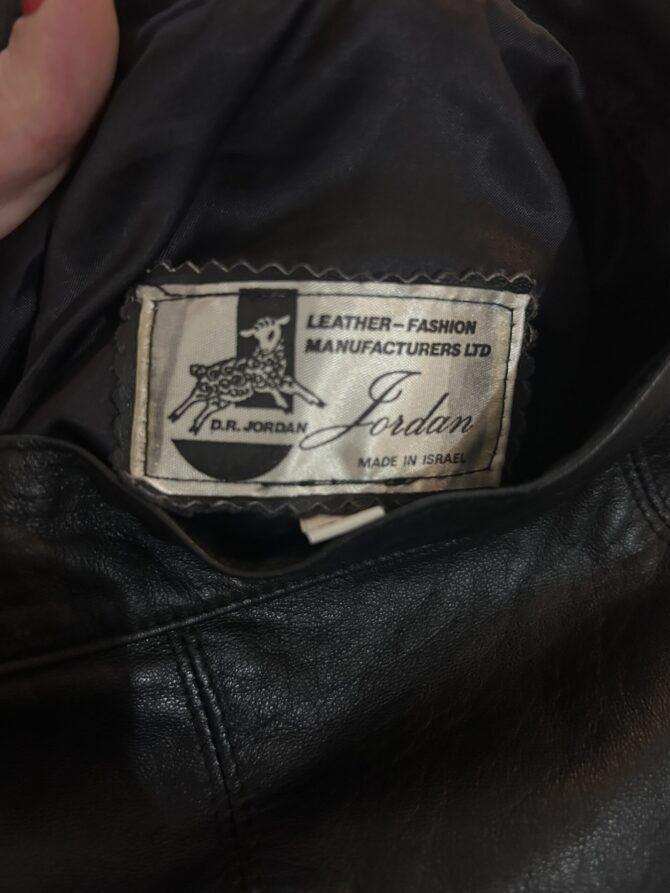 LEATHER-FASHION
MANUFACTURERS LTD
D.R. JORDAN
Jordan
MADE IN ISRAEL